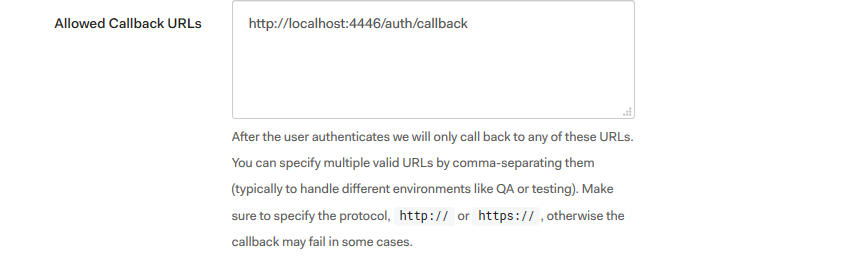 Allowed Callback URLs
http://localhost:4446/auth/callback
After the user authenticates we will only call back to any of these URLs.
You can specify multiple valid URLs by comma-separating them
(typically to handle different environments like QA or testing). Make
sure to specify the protocol, http:// or https:// , otherwise the
callback may fail in some cases.